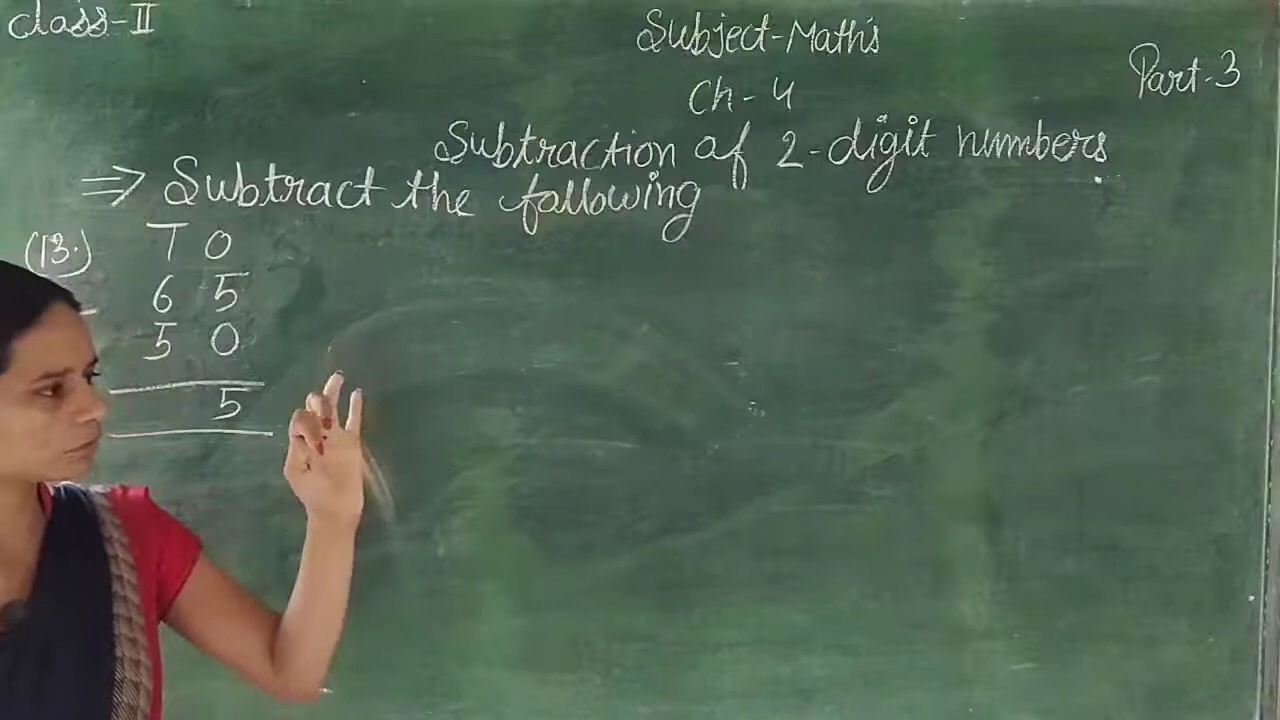 Class-II
Subject-Maths
Part-3
Ch-4
Subtraction of 2-digit numbers
⇒ Subtract the following
(13.) T O
6 5
- 5 0
5